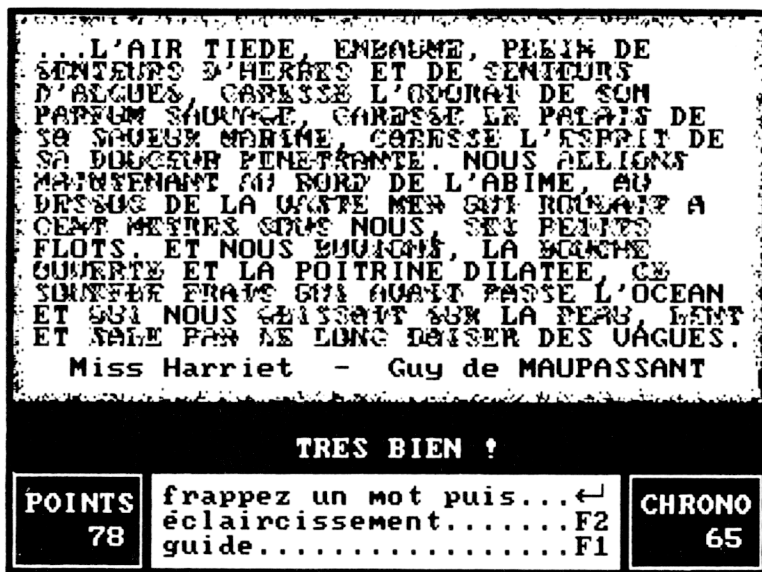 ...L'AIR TIEDE, EMBAUME, PLEIN DE
SENTEURS D'HERBES ET DE SENTEURS
D'ALGUES, CARESSE L'ODORAT DE SON
PARFUM SAUVAGE, CARESSE LE PALAIS DE
SA SAVEUR MARINE, CARESSE L'ESPRIT DE
SA DOUCEUR PENETRANTE. NOUS ALLIONS
MAINTENANT AU BORD DE L'ABIME, AU
DESSUS DE LA VASTE MER QUI ROULAIT A
CENT METRES SOUS NOUS, SES PETITS
FLOTS. ET NOUS BUVIONS, LA BOUCHE
OUVERTE ET LA POITRINE DILATEE, CE
SOUFFLE FRAIS QUI AVAIT PASSE L'OCEAN
ET QUI NOUS GLISSAIT SUR LA PEAU, LENT
ET SALE PAR LE LONG BAISER DES VAGUES.
Miss Harriet - Guy de MAUPASSANT
TRES BIEN !
POINTS
78
frappez un mot puis...↵
éclaircissement.......F2
guide.................F1
CHRONO
65